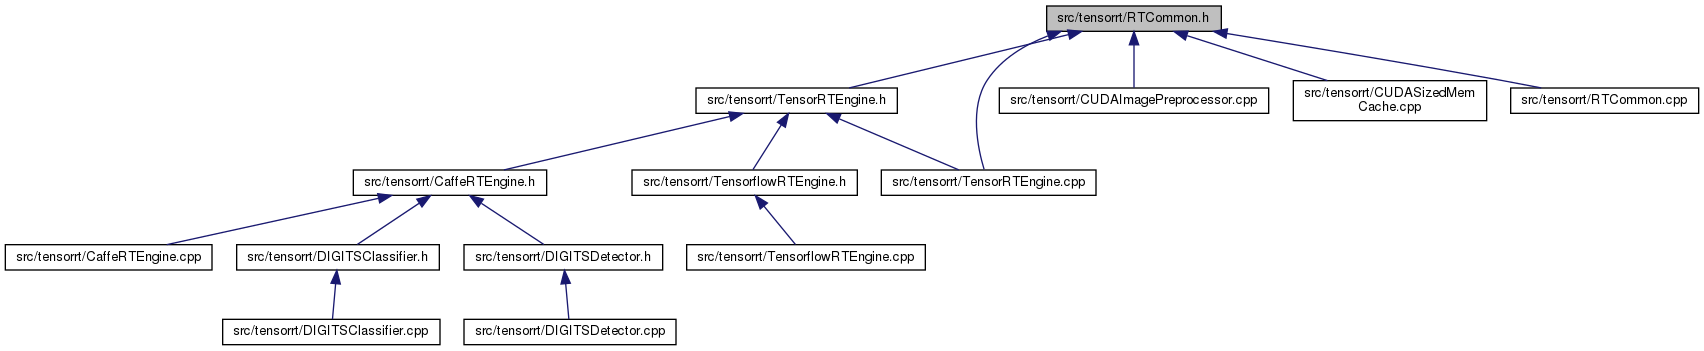 src/tensorrt/RTCommon.h
src/tensorrt/TensorRTEngine.h
src/tensorrt/CUDAImagePreprocessor.cpp
src/tensorrt/CUDASizedMem
Cache.cpp
src/tensorrt/RTCommon.cpp
src/tensorrt/CaffeRTEngine.h
src/tensorrt/TensorflowRTEngine.h
src/tensorrt/TensorRTEngine.cpp
src/tensorrt/CaffeRTEngine.cpp
src/tensorrt/DIGITSClassifier.h
src/tensorrt/DIGITSDetector.h
src/tensorrt/TensorflowRTEngine.cpp
src/tensorrt/DIGITSClassifier.cpp
src/tensorrt/DIGITSDetector.cpp